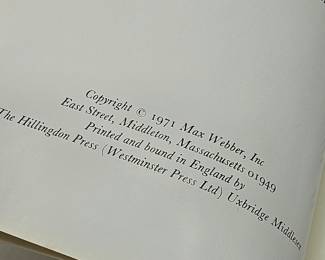 Copyright © 1971 Max Webber, Inc
East Street, Middleton, Massachusetts 01949
Printed and bound in England by
The Hillingdon Press (Westminster Press Ltd) Uxbridge Middlesex